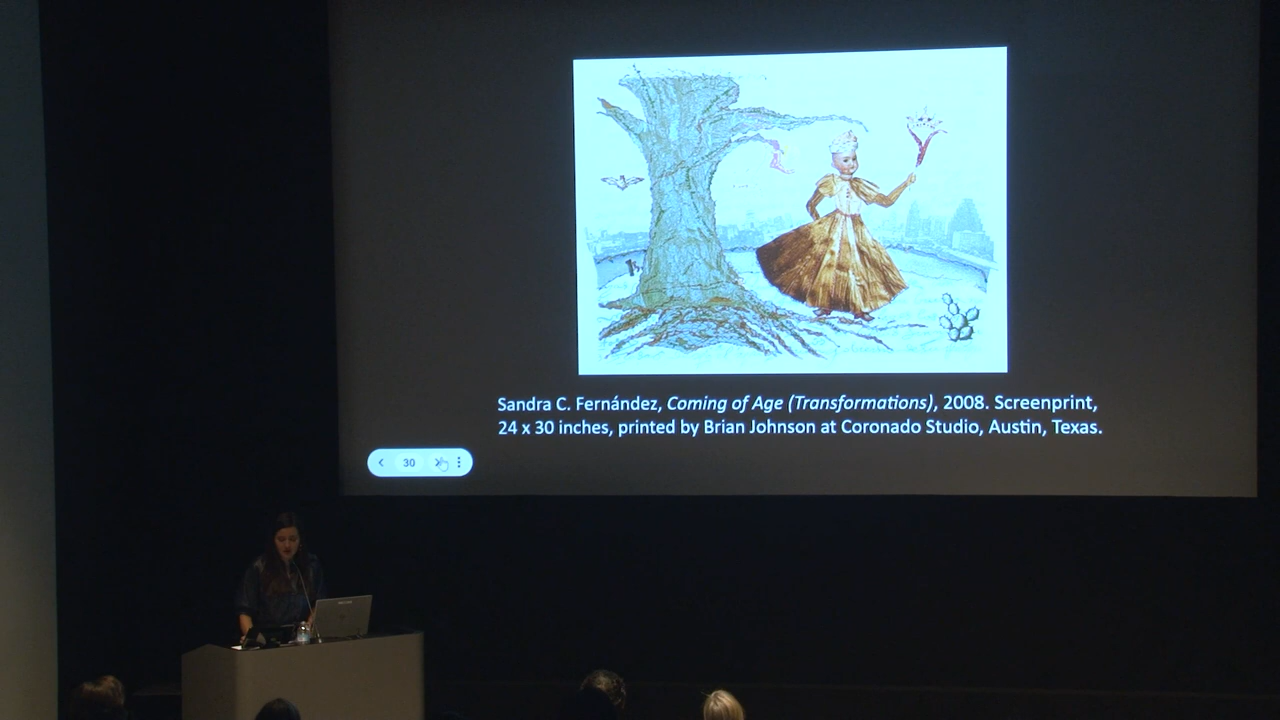 Sandra C. Fernández, Coming of Age (Transformations), 2008. Screenprint,
24 x 30 inches, printed by Brian Johnson at Coronado Studio, Austin, Texas.
30